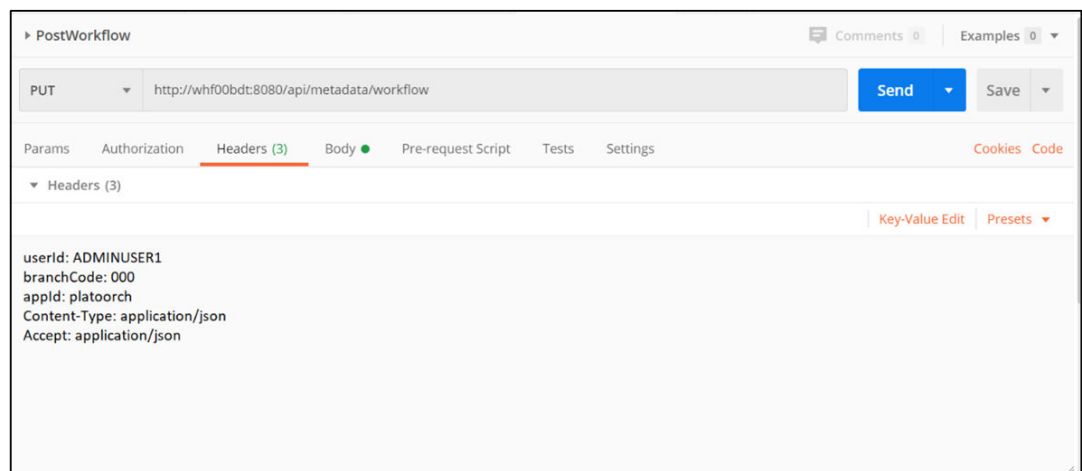 PostWorkflow
Comments 0
Examples 0
PUT
http://whf00bdt:8080/api/metadata/workflow
Send
Save
Params Authorization Headers (3) Body Pre-request Script Tests Settings Cookies Code
Headers (3)
Key-Value Edit Presets
userId: ADMINUSER1
branchCode: 000
appId: platoorch
Content-Type: application/json
Accept: application/json